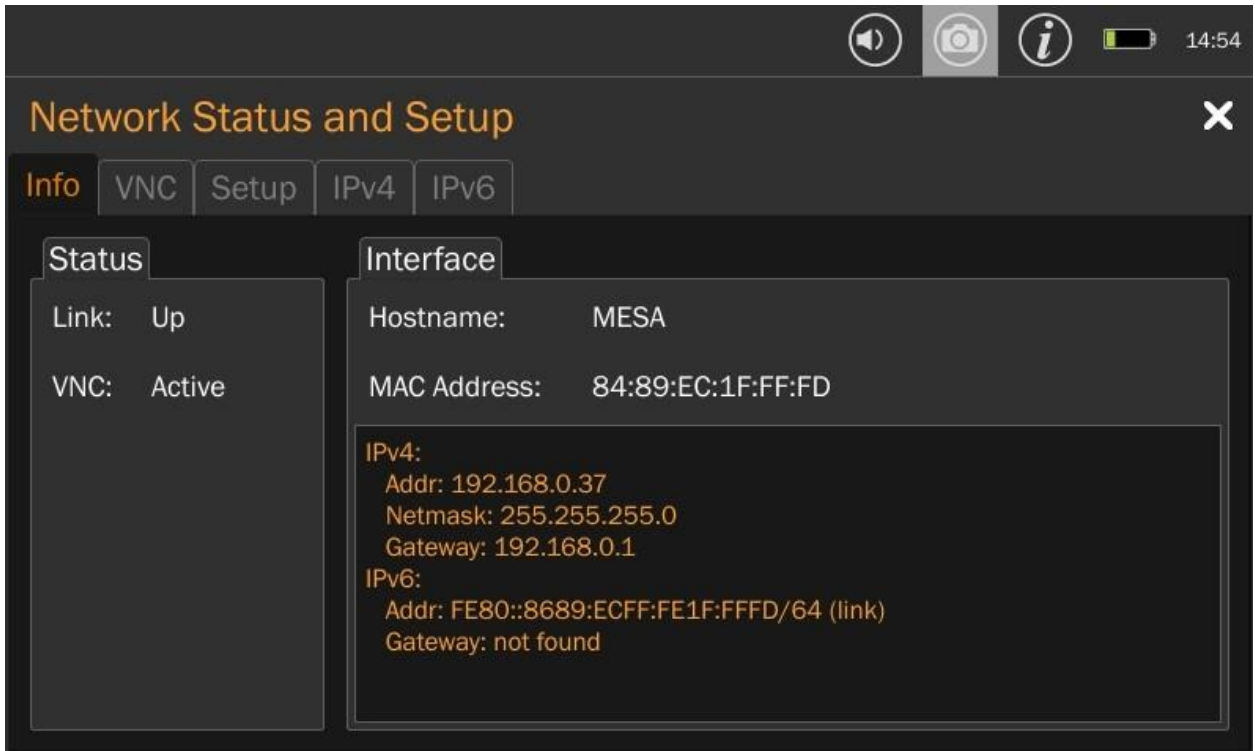 14:54
Network Status and Setup
Info VNC Setup IPv4 IPv6
Status
Link: Up
VNC: Active
Interface
Hostname: MESA
MAC Address: 84:89:EC:1F:FF:FD
IPv4:
Addr: 192.168.0.37
Netmask: 255.255.255.0
Gateway: 192.168.0.1
IPv6:
Addr: FE80::8689:ECFF:FE1F:FFFD/64 (link)
Gateway: not found